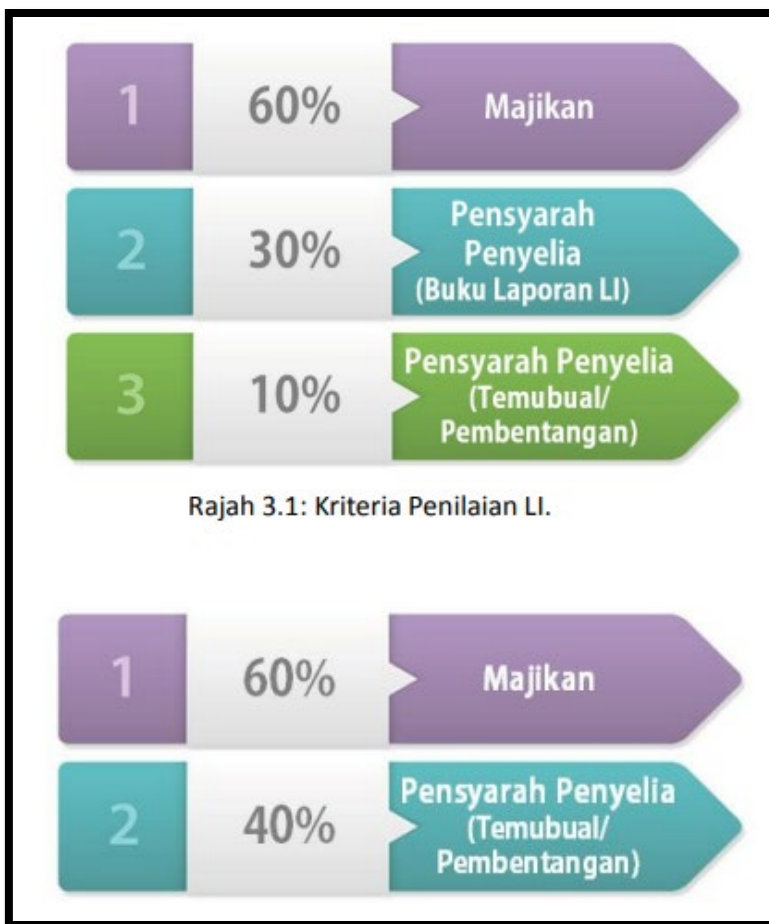 1
60%
Majikan
2
30%
Pensyarah
Penyelia
(Buku Laporan LI)
3
10%
Pensyarah Penyelia
(Temubual/
Pembentangan)
Rajah 3.1: Kriteria Penilaian LI.
1
60%
Majikan
2
40%
Pensyarah Penyelia
(Temubual/
Pembentangan)